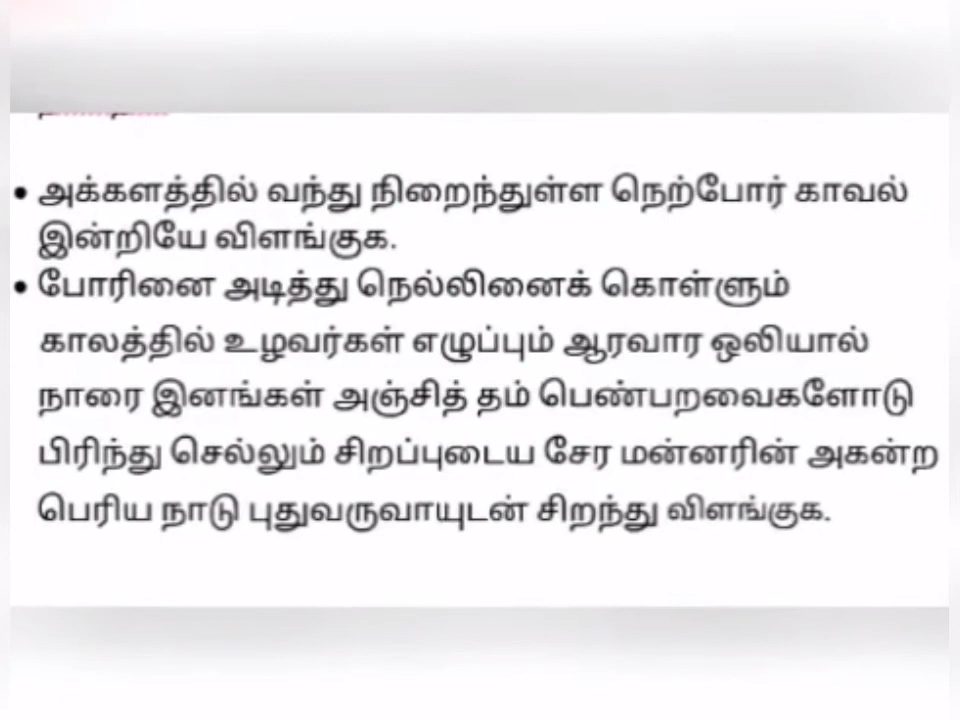 • அக்களத்தில் வந்து நிறைந்துள்ள நெற்போர் காவல்
இன்றியே விளங்குக.
• போரினை அடித்து நெல்லினைக் கொள்ளும்
காலத்தில் உழவர்கள் எழுப்பும் ஆரவார ஒலியால்
நாரை இனங்கள் அஞ்சித் தம் பெண்பறவைகளோடு
பிரிந்து செல்லும் சிறப்புடைய சேர மன்னரின் அகன்ற
பெரிய நாடு புதுவருவாயுடன் சிறந்து விளங்குக.